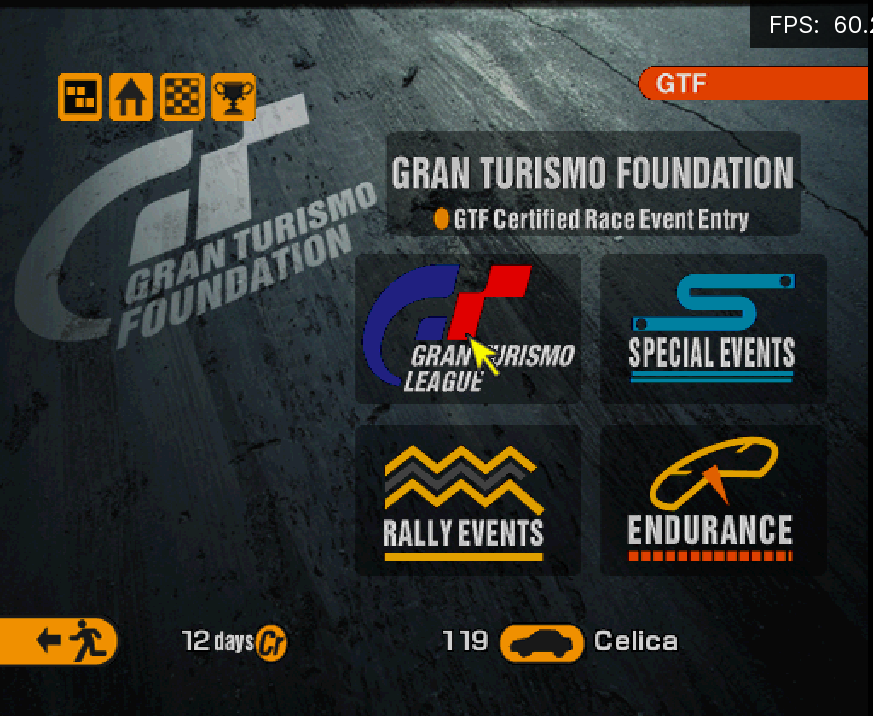 FPS: 60.2
GTF
GRAN TURISMO
FOUNDATION
GRAN TURISMO FOUNDATION
GTF Certified Race Event Entry
GRAN TURISMO
LEAGUE
SPECIAL EVENTS
RALLY EVENTS
ENDURANCE
12 days Cr
119 Celica